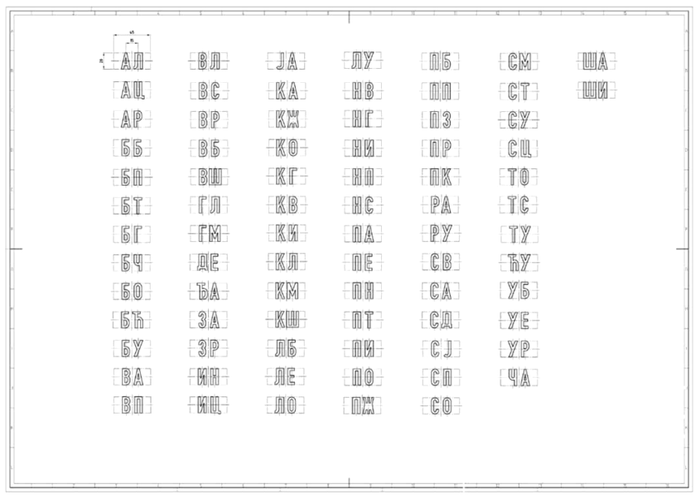 АЛ ВЛ ЈА ЛУ ПБ СМ ША
АЦ ВС КА НВ ПП СТ ШИ
АР ВР КЖ НГ ПЗ СУ
ББ ВБ КО НИ ПР СЦ
БП ВШ КГ НП ПК ТО
БТ ГЛ КВ НС РА ТС
БГ ГМ КИ ПА РУ ТУ
БЧ ДЕ КЛ ПЕ СВ ЋУ
БО ЂА КМ ПН СА УБ
БЋ ЗА КШ ПТ СД УЕ
БУ ЗР ЛБ ПИ СЈ УР
ВА ИН ЛЕ ПО СП ЧА
ВП ИЦ ЛО ПЖ СО